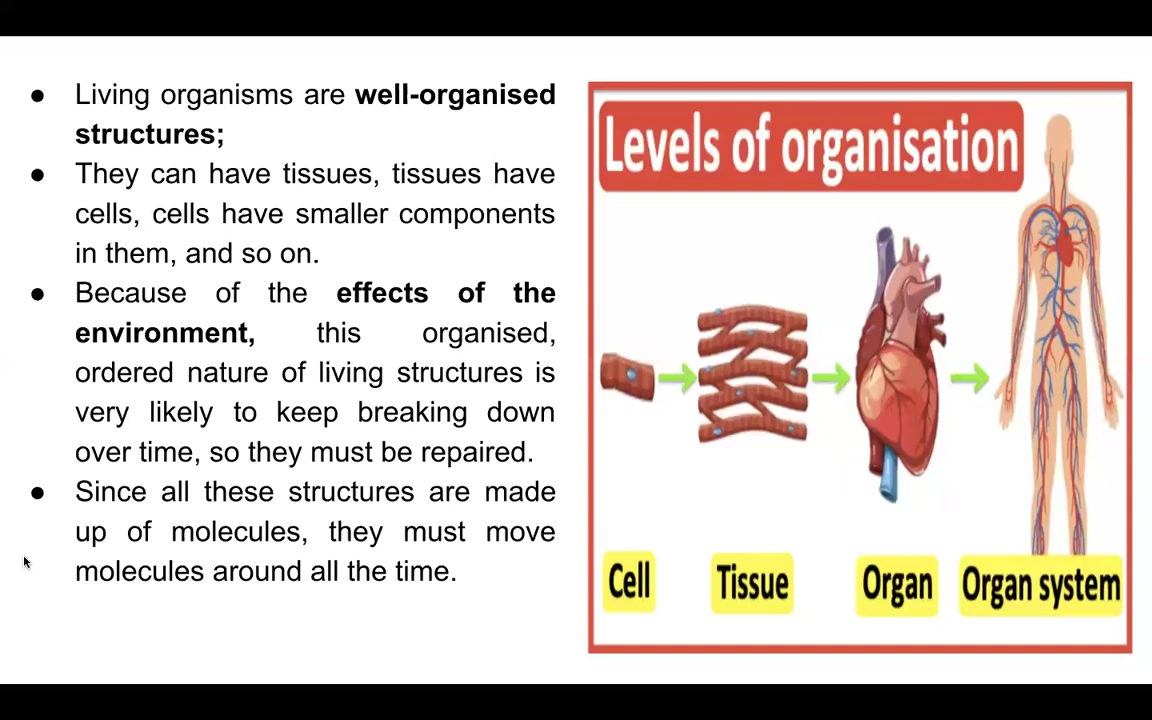 ● Living organisms are well-organised
structures;
● They can have tissues, tissues have
cells, cells have smaller components
in them, and so on.
● Because of the effects of the
environment, this organised,
ordered nature of living structures is
very likely to keep breaking down
over time, so they must be repaired.
● Since all these structures are made
up of molecules, they must move
molecules around all the time.
Levels of organisation
Cell
Tissue
Organ
Organ system